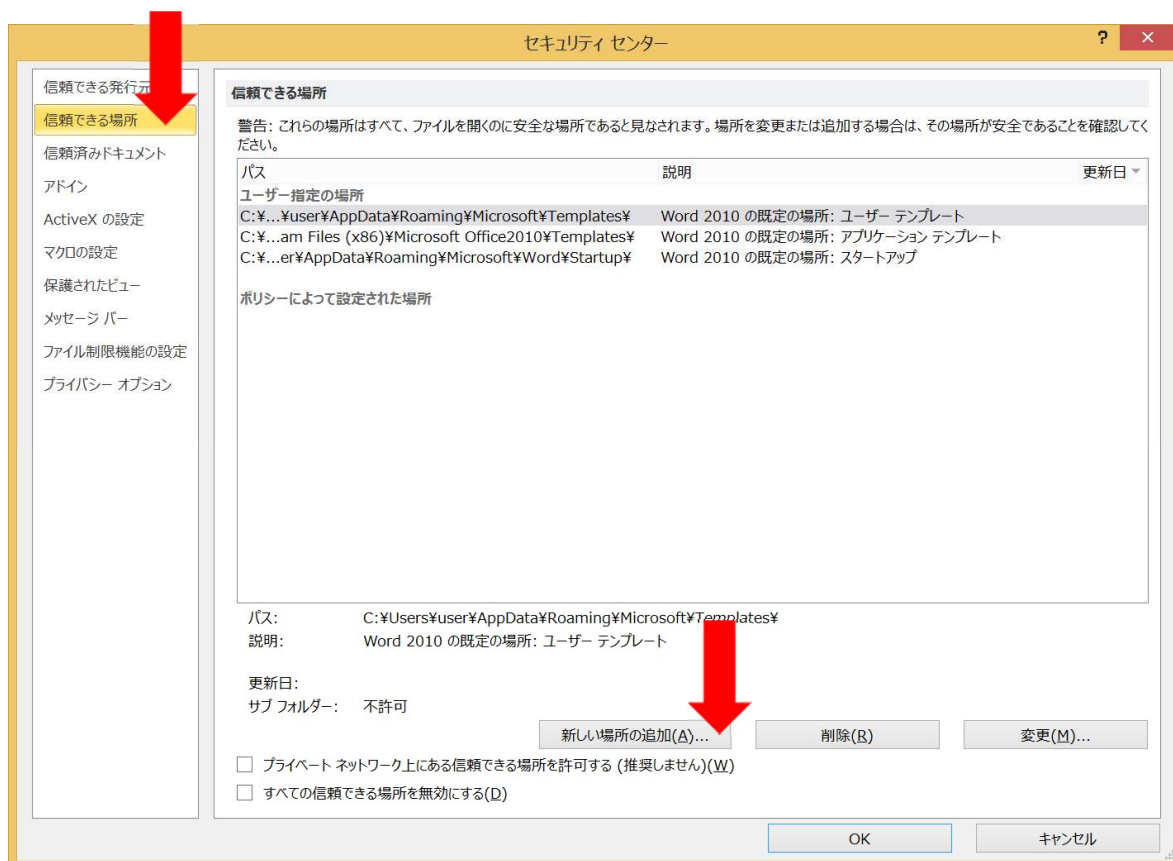 セキュリティ センター
?
信頼できる発行元
信頼できる場所
信頼済みドキュメント
アドイン
ActiveX の設定
マクロの設定
保護されたビュー
メッセージ バー
ファイル制限機能の設定
プライバシー オプション
信頼できる場所
警告: これらの場所はすべて、ファイルを開くのに安全な場所であると見なされます。場所を変更または追加する場合は、その場所が安全であることを確認してく
ださい。
パス 説明 更新日
ユーザー指定の場所
C:¥...¥user¥AppData¥Roaming¥Microsoft¥Templates¥ Word 2010 の既定の場所: ユーザー テンプレート
C:¥...am Files (x86)¥Microsoft Office2010¥Templates¥ Word 2010 の既定の場所: アプリケーション テンプレート
C:¥...er¥AppData¥Roaming¥Microsoft¥Word¥Startup¥ Word 2010 の既定の場所: スタートアップ
ポリシーによって設定された場所
パス: C:¥Users¥user¥AppData¥Roaming¥Microsoft¥Templates¥
説明: Word 2010 の既定の場所: ユーザー テンプレート
更新日:
サブ フォルダー: 不許可
新しい場所の追加(A)... 削除(R) 変更(M)...
プライベート ネットワーク上にある信頼できる場所を許可する (推奨しません)(W)
すべての信頼できる場所を無効にする(D)
OK キャンセル